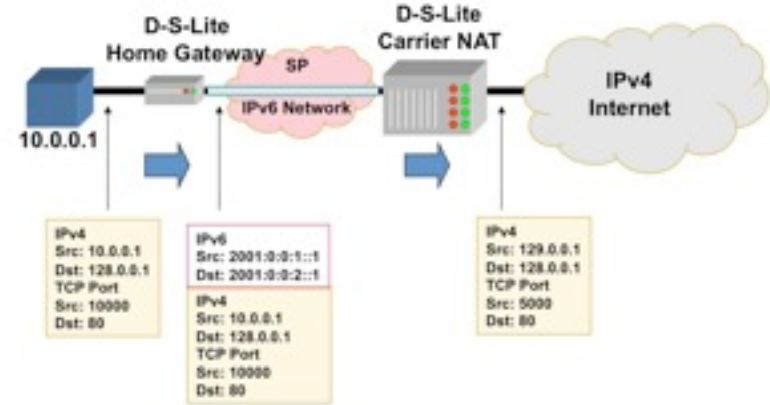 D-S-Lite
Home Gateway
D-S-Lite
Carrier NAT
SP
IPv6 Network
IPv4
Internet
10.0.0.1
IPv4
Src: 10.0.0.1
Dst: 128.0.0.1
TCP Port
Src: 10000
Dst: 80
IPv6
Src: 2001:0:0:1::1
Dst: 2001:0:0:2::1
IPv4
Src: 10.0.0.1
Dst: 128.0.0.1
TCP Port
Src: 10000
Dst: 80
IPv4
Src: 129.0.0.1
Dst: 128.0.0.1
TCP Port
Src: 5000
Dst: 80